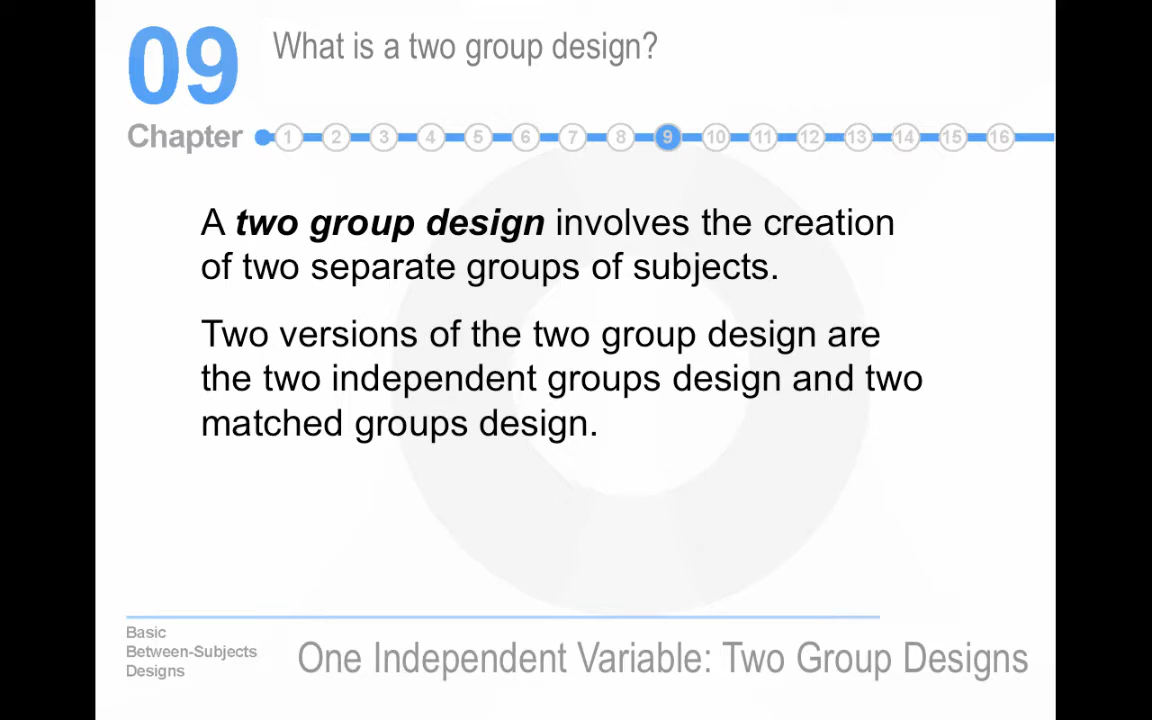 09
What is a two group design?
Chapter
1 2 3 4 5 6 7 8 9 10 11 12 13 14 15 16
A two group design involves the creation
of two separate groups of subjects.
Two versions of the two group design are
the two independent groups design and two
matched groups design.
Basic
Between-Subjects
Designs
One Independent Variable: Two Group Designs